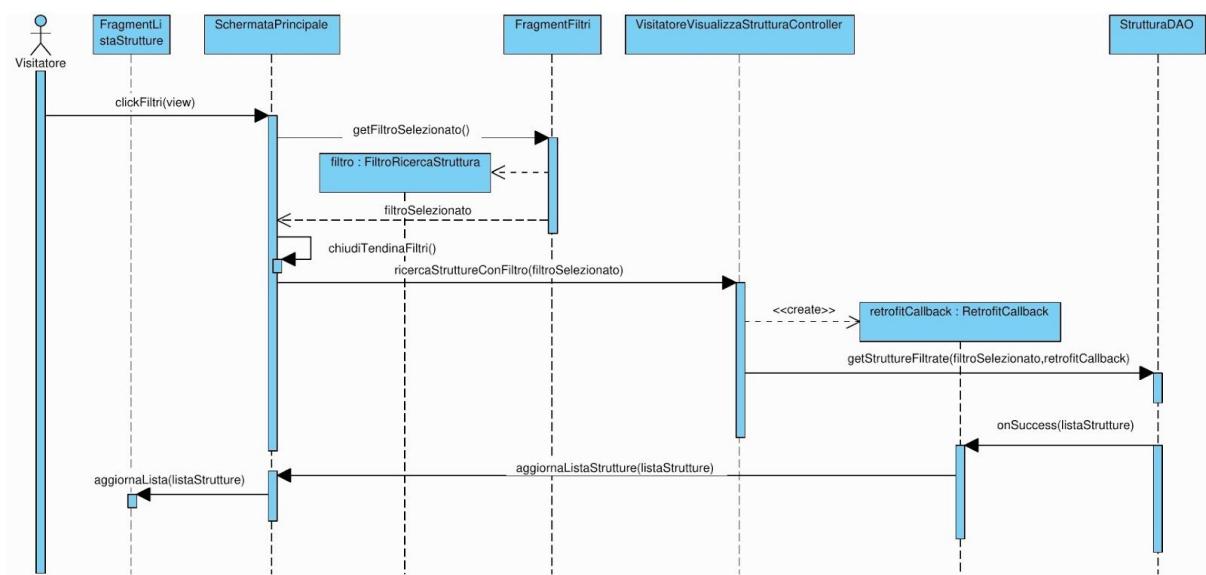 FragmentLi
staStrutture
SchermataPrincipale
FragmentFiltri
VisitatoreVisualizzaStrutturaController
StrutturaDAO
Visitatore
clickFiltri(view)
getFiltroSelezionato()
filtro : FiltroRicercaStruttura
filtroSelezionato
chiudiTendinaFiltri()
ricercaStruttureConFiltro(filtroSelezionato)
<<create>>
retrofitCallback : RetrofitCallback
getStruttureFiltrate(filtroSelezionato,retrofitCallback)
onSuccess(listaStrutture)
aggiornaListaStrutture(listaStrutture)
aggiornaLista(listaStrutture)